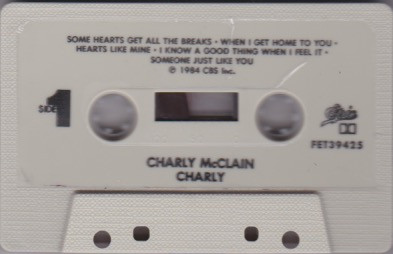 SOME HEARTS GET ALL THE BREAKS • WHEN I GET HOME TO YOU •
HEARTS LIKE MINE • I KNOW A GOOD THING WHEN I FEEL IT •
SOMEONE JUST LIKE YOU
℗ 1984 CBS Inc.
SIDE 1
Epic
FET39425
CHARLY McCLAIN
CHARLY